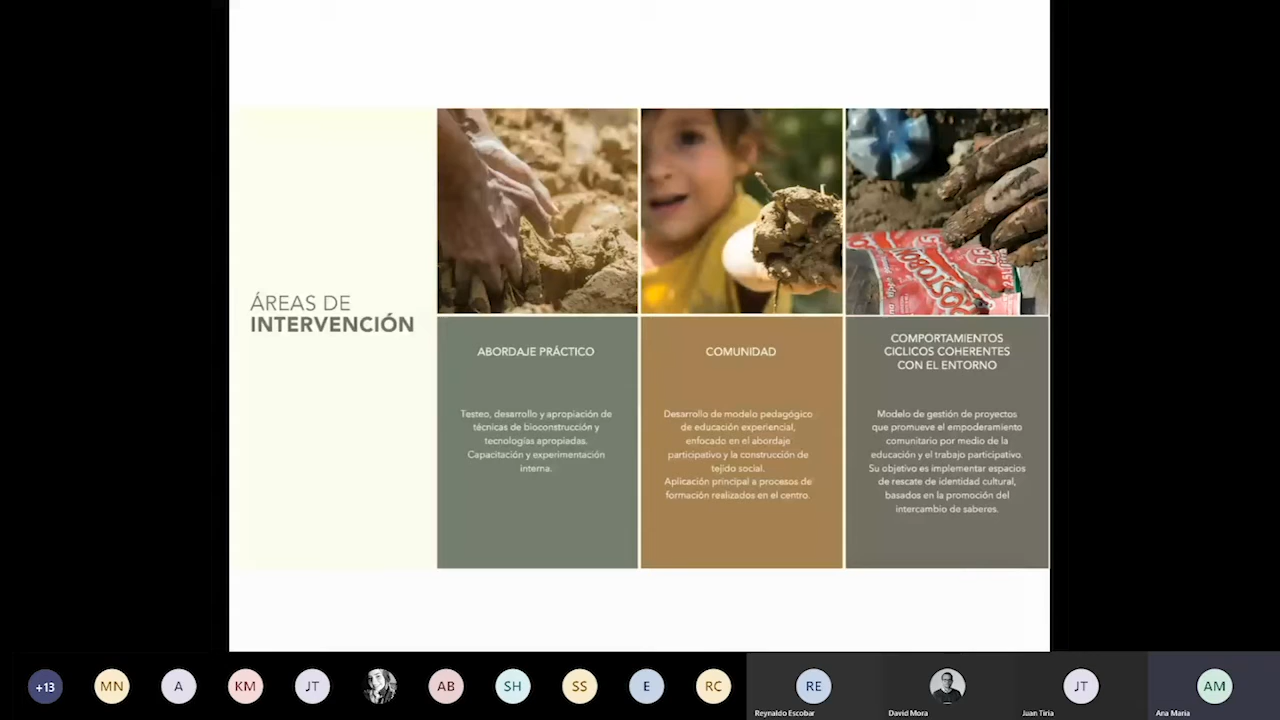 ÁREAS DE
INTERVENCIÓN
ABORDAJE PRÁCTICO
Testeo, desarrollo y apropiación de
técnicas de bioconstrucción y
tecnologías apropiadas.
Capacitación y experimentación
interna.
COMUNIDAD
Desarrollo de modelo pedagógico
de educación experiencial,
enfocado en el abordaje
participativo y la construcción de
tejido social.
Aplicación principal a procesos de
formación realizados en el centro.
COMPORTAMIENTOS
CICLICOS COHERENTES
CON EL ENTORNO
Modelo de gestión de proyectos
que promueve el empoderamiento
comunitario por medio de la
educación y el trabajo participativo.
Su objetivo es implementar espacios
de rescate de identidad cultural,
basados en la promoción del
intercambio de saberes.
2.5
+13
MN
A
KM
JT
AB
SH
SS
E
RC
RE
JT
AM
Reynaldo Escobar
David Mora
Juan Tiria
Ana Maria